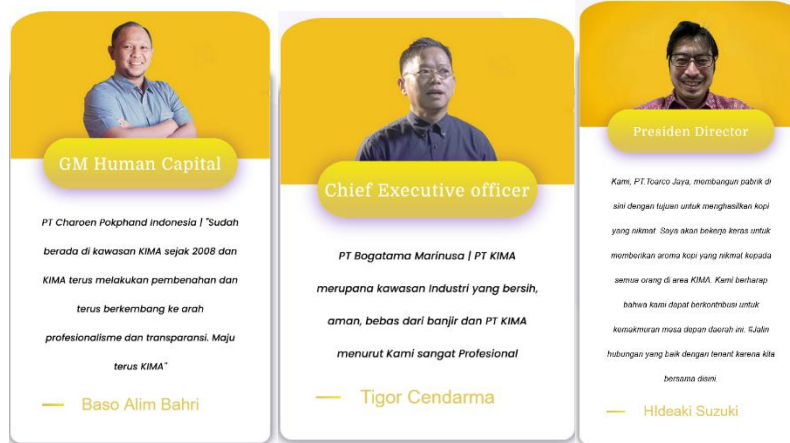 GM Human Capital
PT Charoen Pokphand Indonesia | "Sudah
berada di kawasan KIMA sejak 2008 dan
KIMA terus melakukan pembenahan dan
terus berkembang ke arah
profesionalisme dan transparansi. Maju
terus KIMA"
Baso Alim Bahri
Chief Executive officer
PT Bogatama Marinusa | PT KIMA
merupana kawasan Industri yang bersih,
aman, bebas dari banjir dan PT KIMA
menurut Kami sangat Profesional
Tigor Cendarma
Presiden Director
Kami, PT.Toarco Jaya, membangun pabrik di
sini dengan tujuan untuk menghasilkan kopi
yang nikmat. Saya akan bekerja keras untuk
memberikan aroma kopi yang nikmat kepada
semua orang di area KIMA. Kami berharap
bahwa kami dapat berkontribusi untuk
kemakmuran masa depan daerah ini. Jalin
hubungan yang baik dengan tenant karena kita
bersama disini.
HIdeaki Suzuki